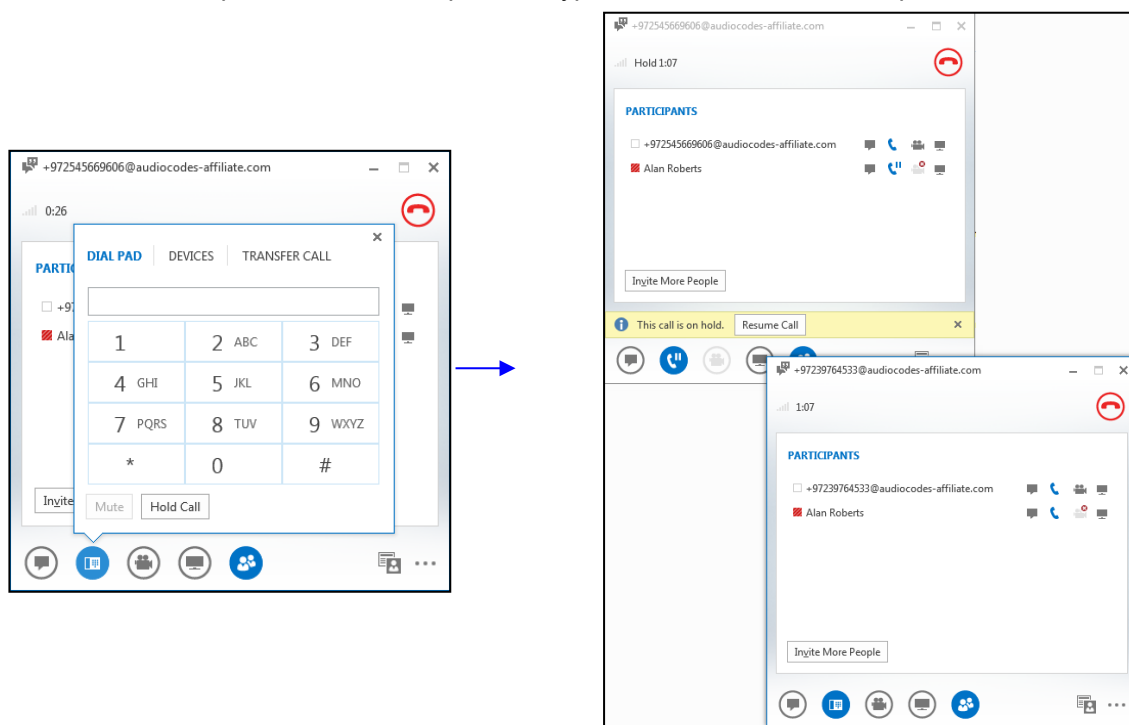 +972545669606@audiocodes-affiliate.com
0:26
DIAL PAD DEVICES TRANSFER CALL
+97
Ala
1 2 ABC 3 DEF
4 GHI 5 JKL 6 MNO
7 PQRS 8 TUV 9 WXYZ
* 0 #
Invite
Mute Hold Call
+972545669606@audiocodes-affiliate.com
Hold 1:07
PARTICIPANTS
+972545669606@audiocodes-affiliate.com
Alan Roberts
Invite More People
This call is on hold. Resume Call
+97239764533@audiocodes-affiliate.com
1:07
PARTICIPANTS
+97239764533@audiocodes-affiliate.com
Alan Roberts
Invite More People